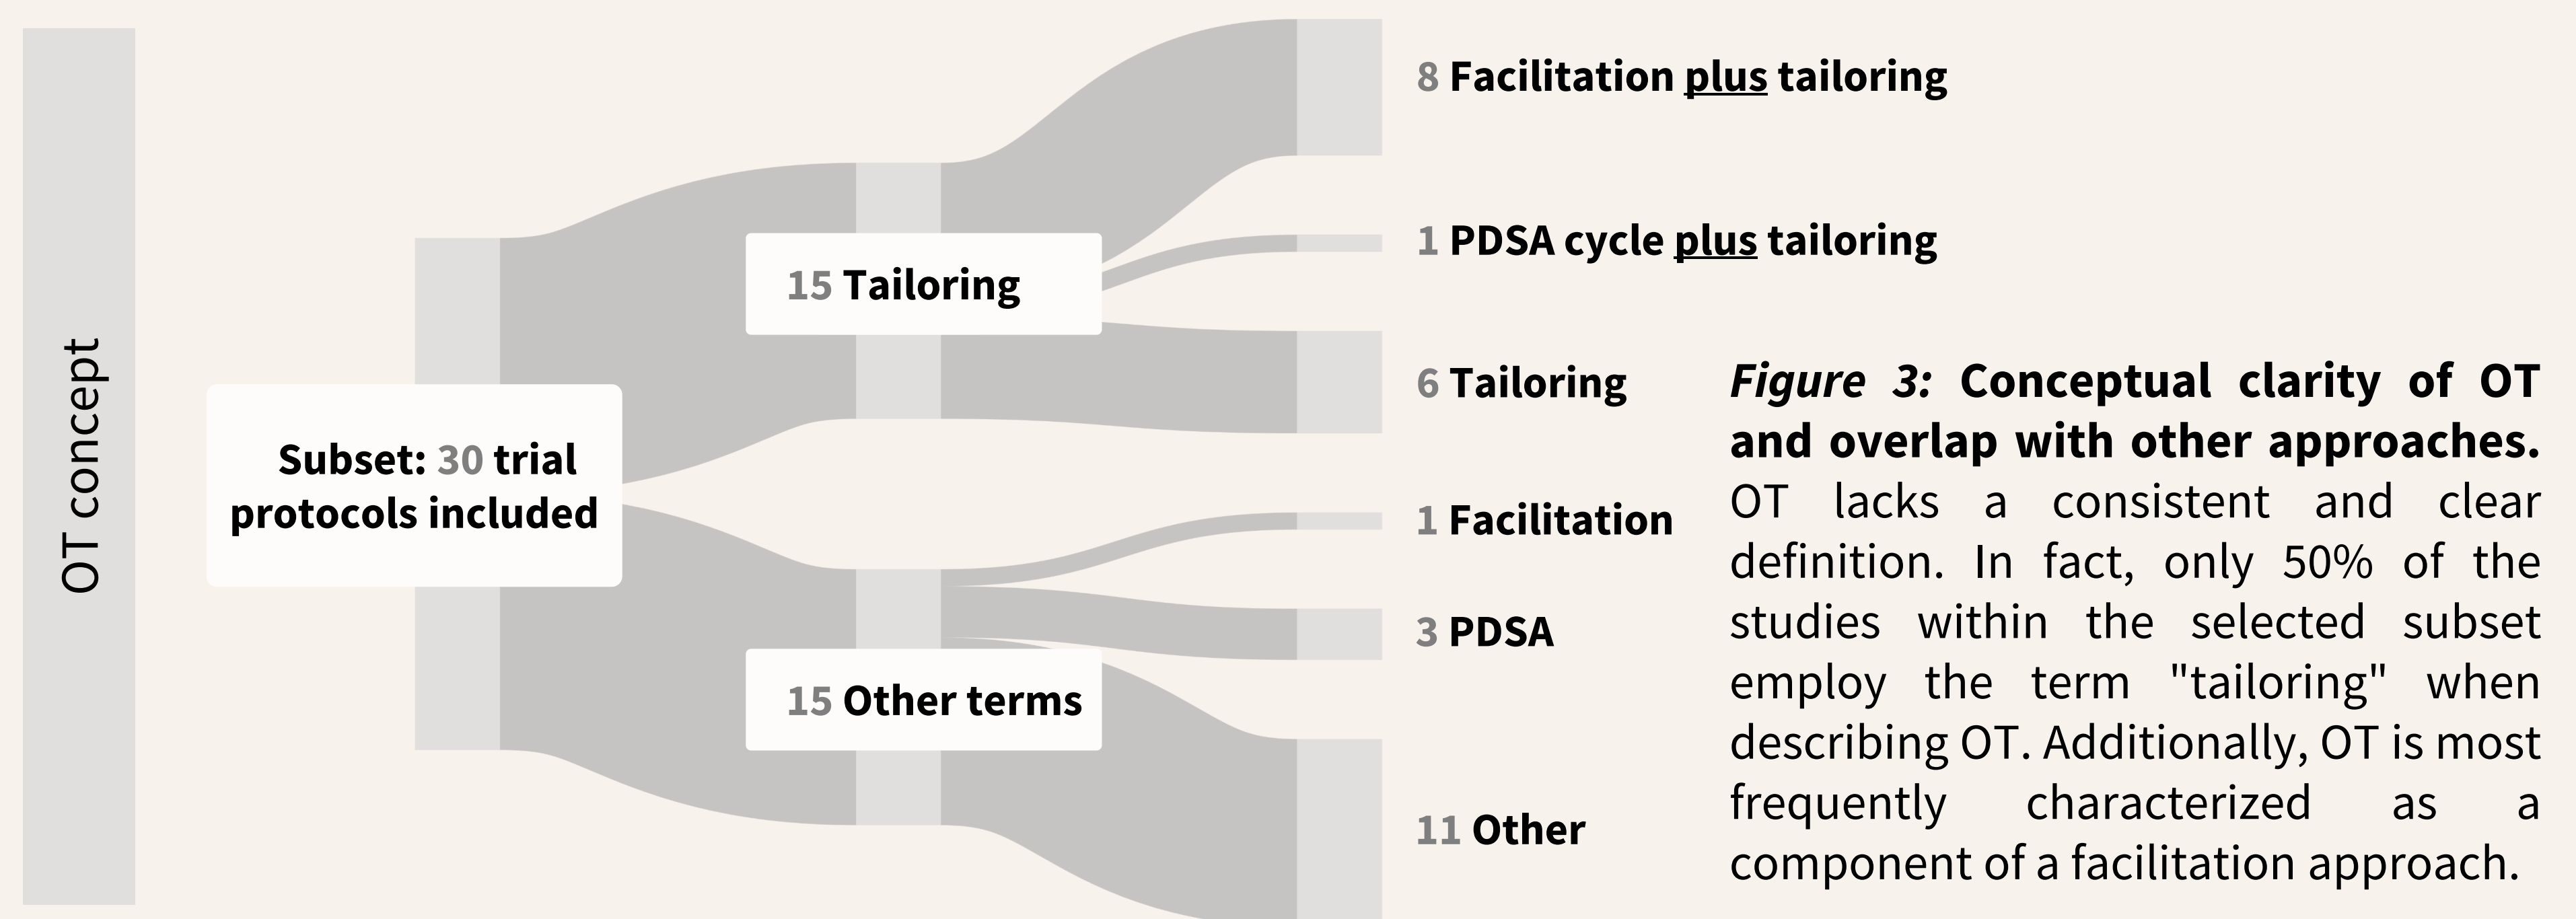 OT concept
Subset: 30 trial
protocols included
15 Tailoring
15 Other terms
8 Facilitation plus tailoring
1 PDSA cycle plus tailoring
6 Tailoring
1 Facilitation
3 PDSA
11 Other
Figure 3: Conceptual clarity of OT
and overlap with other approaches.
OT lacks a consistent and clear
definition. In fact, only 50% of the
studies within the selected subset
employ the term "tailoring" when
describing OT. Additionally, OT is most
frequently characterized as a
component of a facilitation approach.